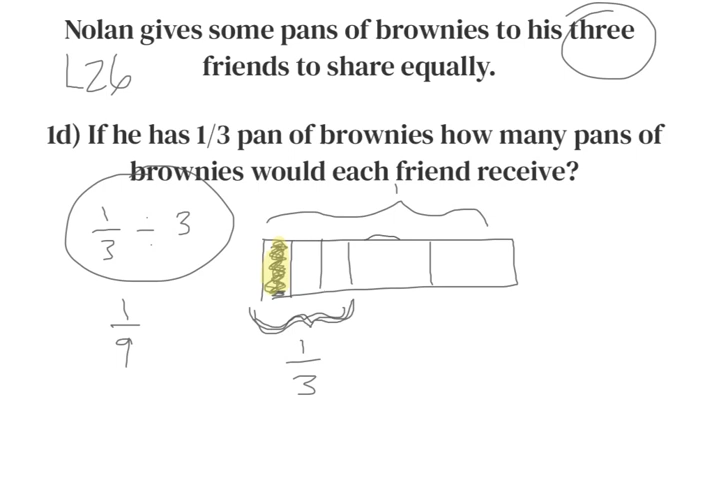 Nolan gives some pans of brownies to his three
friends to share equally.
L26
1d) If he has 1/3 pan of brownies how many pans of
brownies would each friend receive?
1/3 ÷ 3
1
1/9
1/3